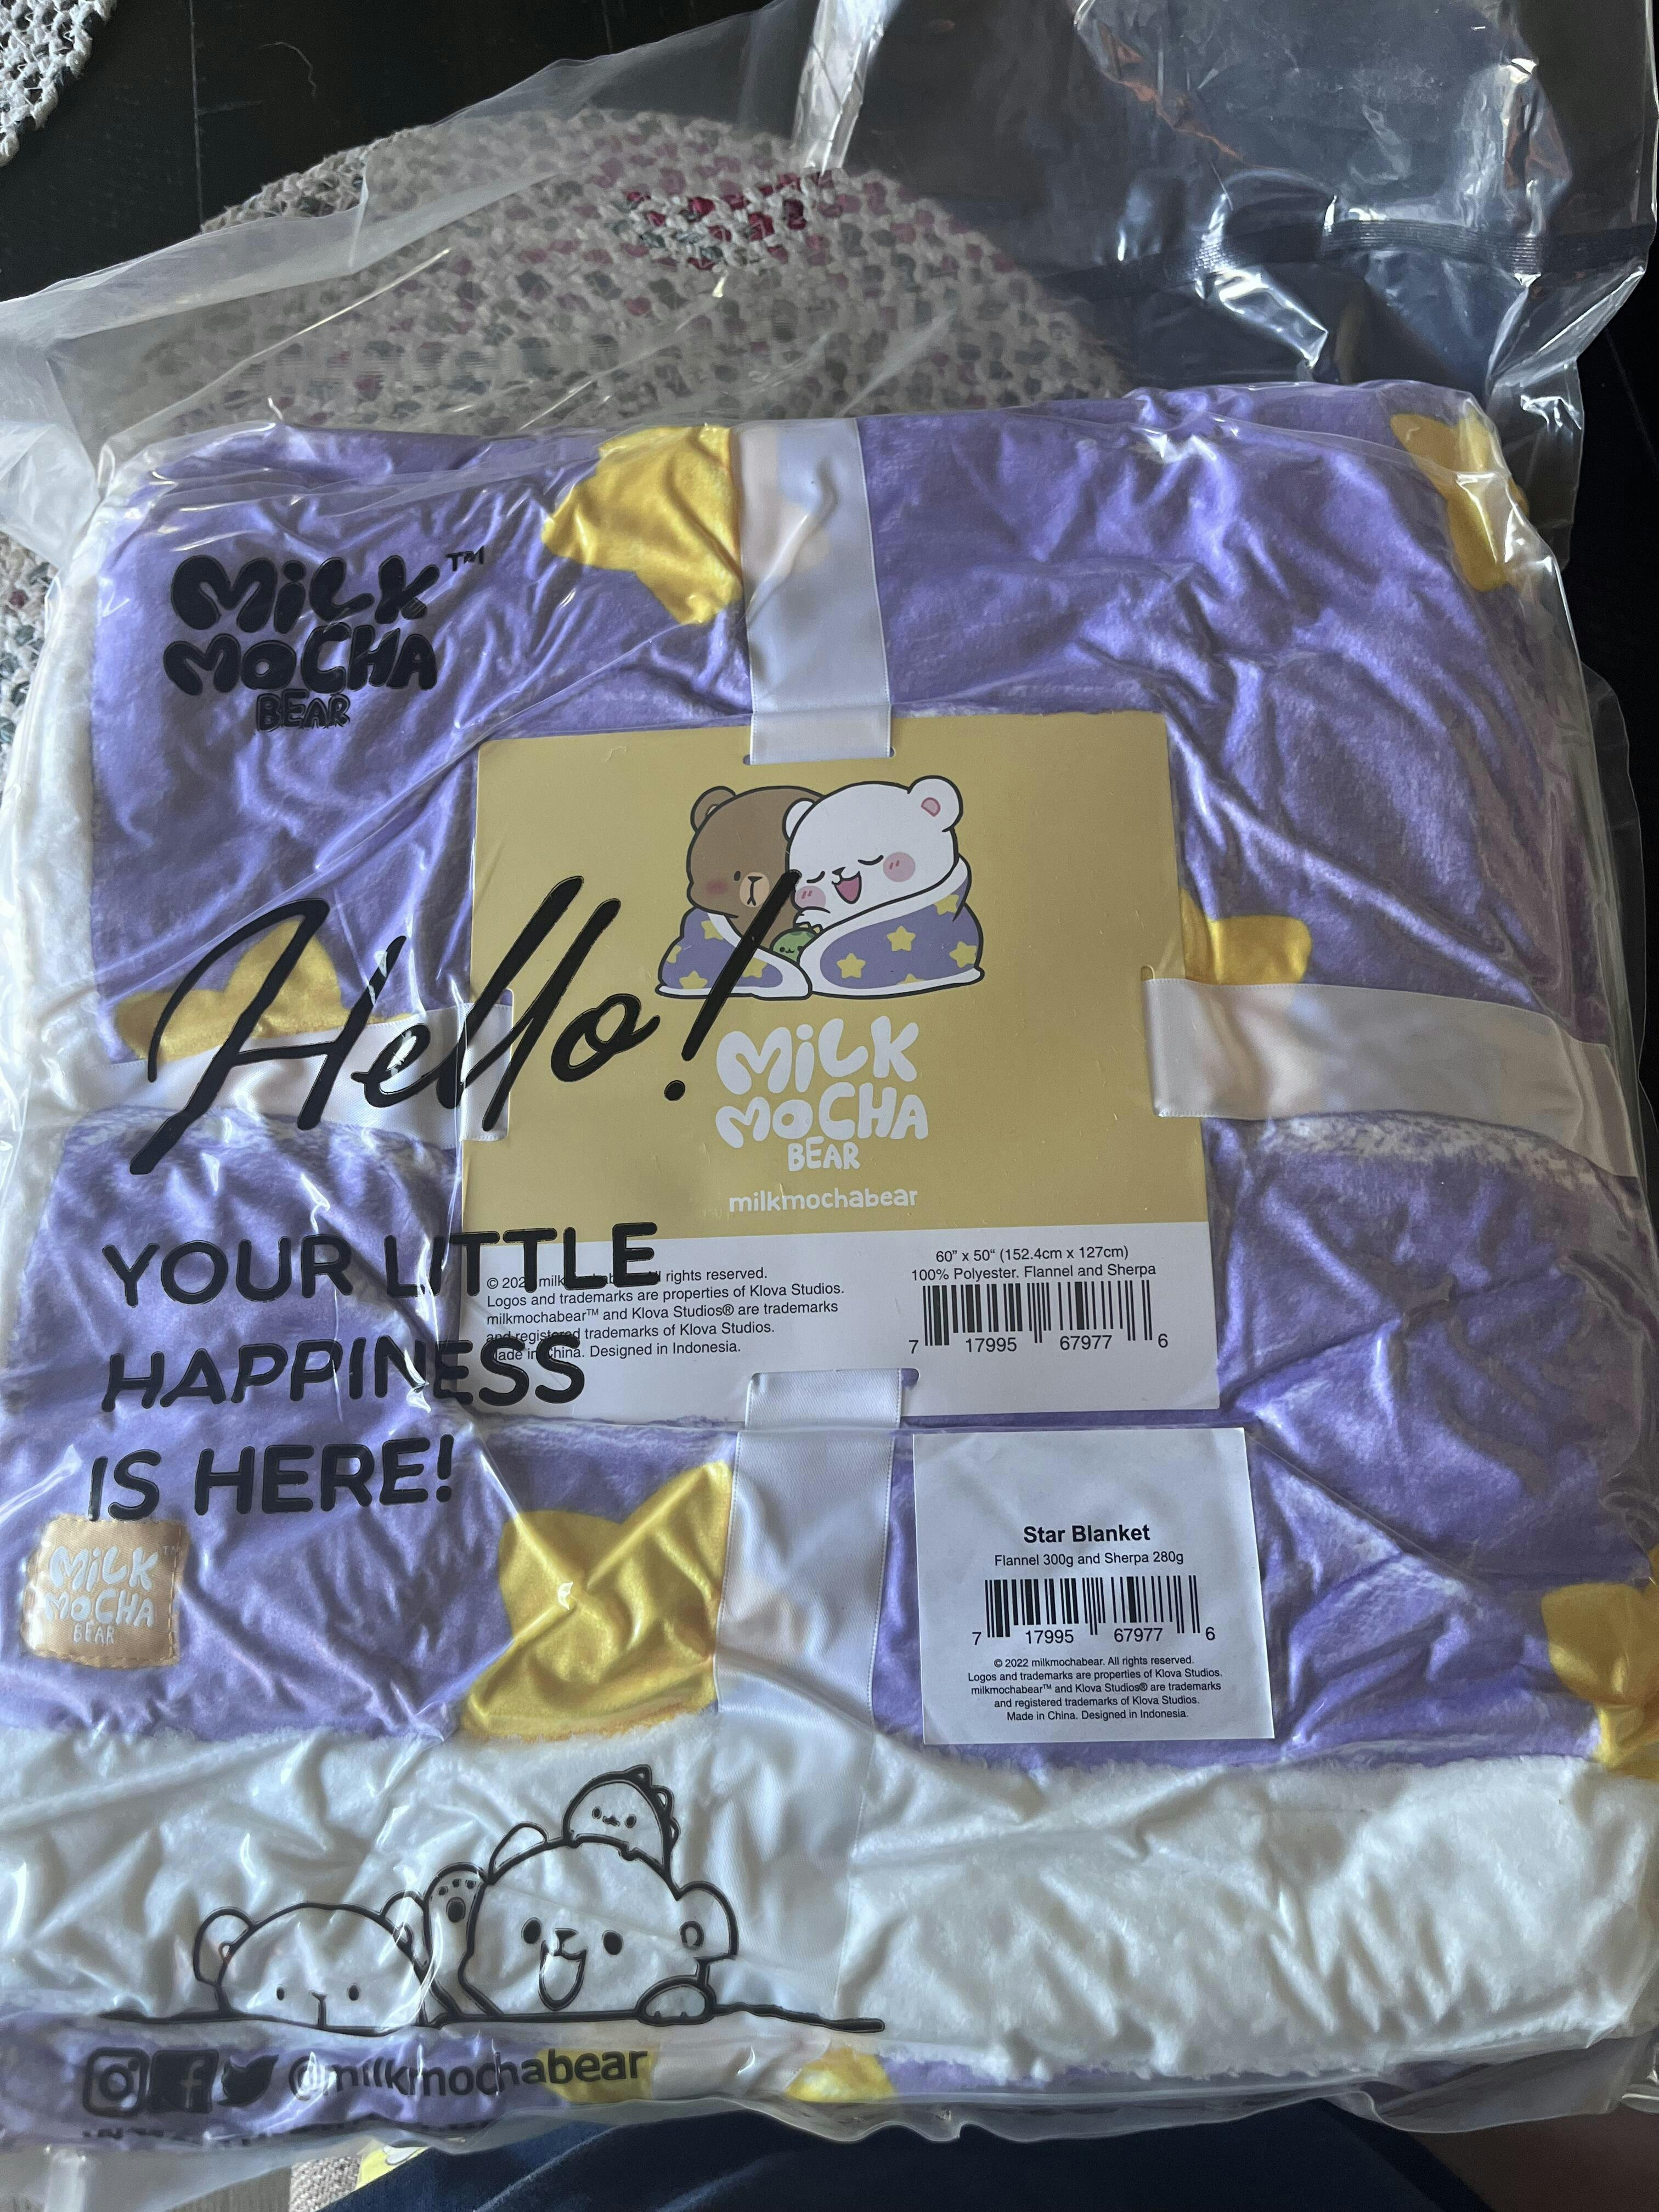 MiLK™
MOCHA
BEAR
Hello!
MiLK
MOCHA
BEAR
milkmochabear
YOUR LITTLE
HAPPINESS
IS HERE!
rights reserved.
Logos and trademarks are properties of Klova Studios.
milkmochabear™ and Klova Studios® are trademarks
and registered trademarks of Klova Studios.
Made in China. Designed in Indonesia.
60" x 50" (152.4cm x 127cm)
100% Polyester. Flannel and Sherpa
7 17995 67977 6
Star Blanket
Flannel 300g and Sherpa 280g
7 17995 67977 6
© 2022 milkmochabear. All rights reserved.
Logos and trademarks are properties of Klova Studios.
milkmochabear™ and Klova Studios® are trademarks
and registered trademarks of Klova Studios.
Made in China. Designed in Indonesia.
MiLK™
MOCHA
BEAR
@milkmochabear